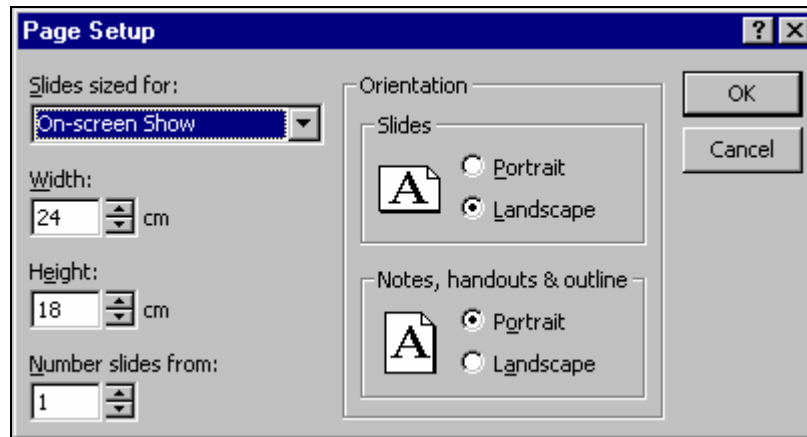 Page Setup
Slides sized for:
On-screen Show
Width:
24 cm
Height:
18 cm
Number slides from:
1
Orientation
Slides
A
Portrait
Landscape
Notes, handouts & outline
A
Portrait
Landscape
OK
Cancel